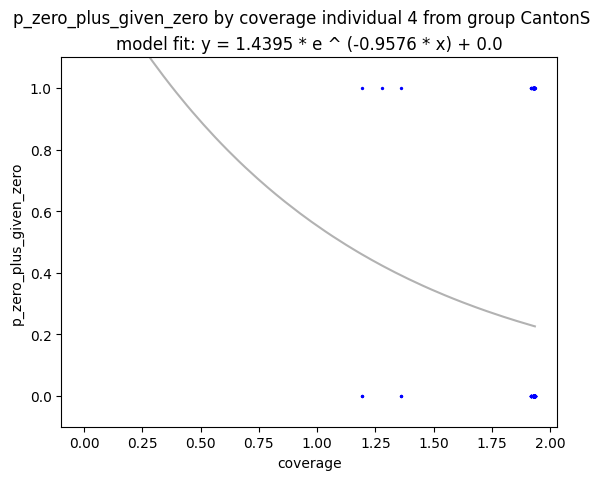 p_zero_plus_given_zero by coverage individual 4 from group CantonS
model fit: y = 1.4395 * e ^ (-0.9576 * x) + 0.0
1.0
0.8
0.6
0.4
0.2
0.0
p_zero_plus_given_zero
0.00 0.25 0.50 0.75 1.00 1.25 1.50 1.75 2.00
coverage